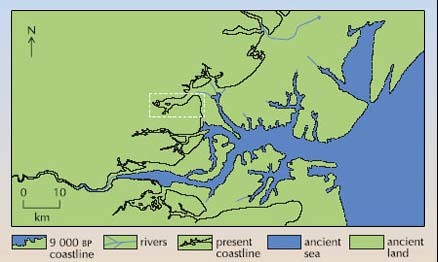 N
0 10
km
9 000 BP coastline
rivers
present coastline
ancient sea
ancient land